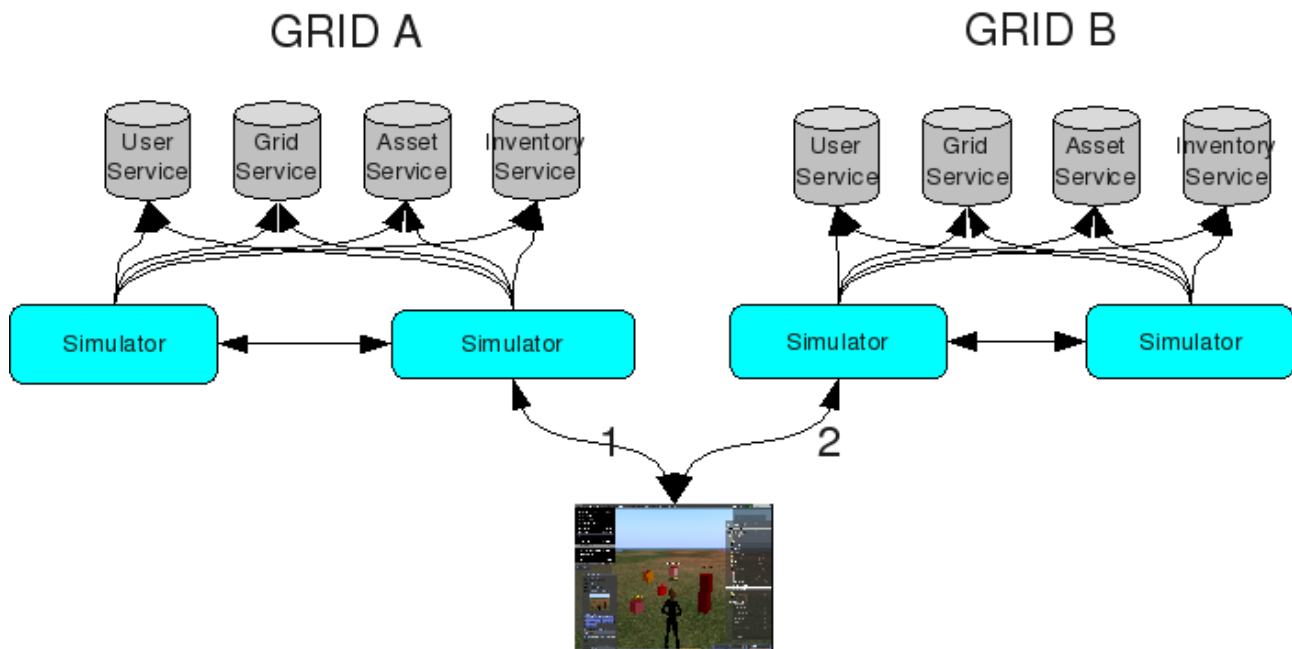 GRID A
GRID B
User
Service
Grid
Service
Asset
Service
Inventory
Service
User
Service
Grid
Service
Asset
Service
Inventory
Service
Simulator
Simulator
Simulator
Simulator
1
2